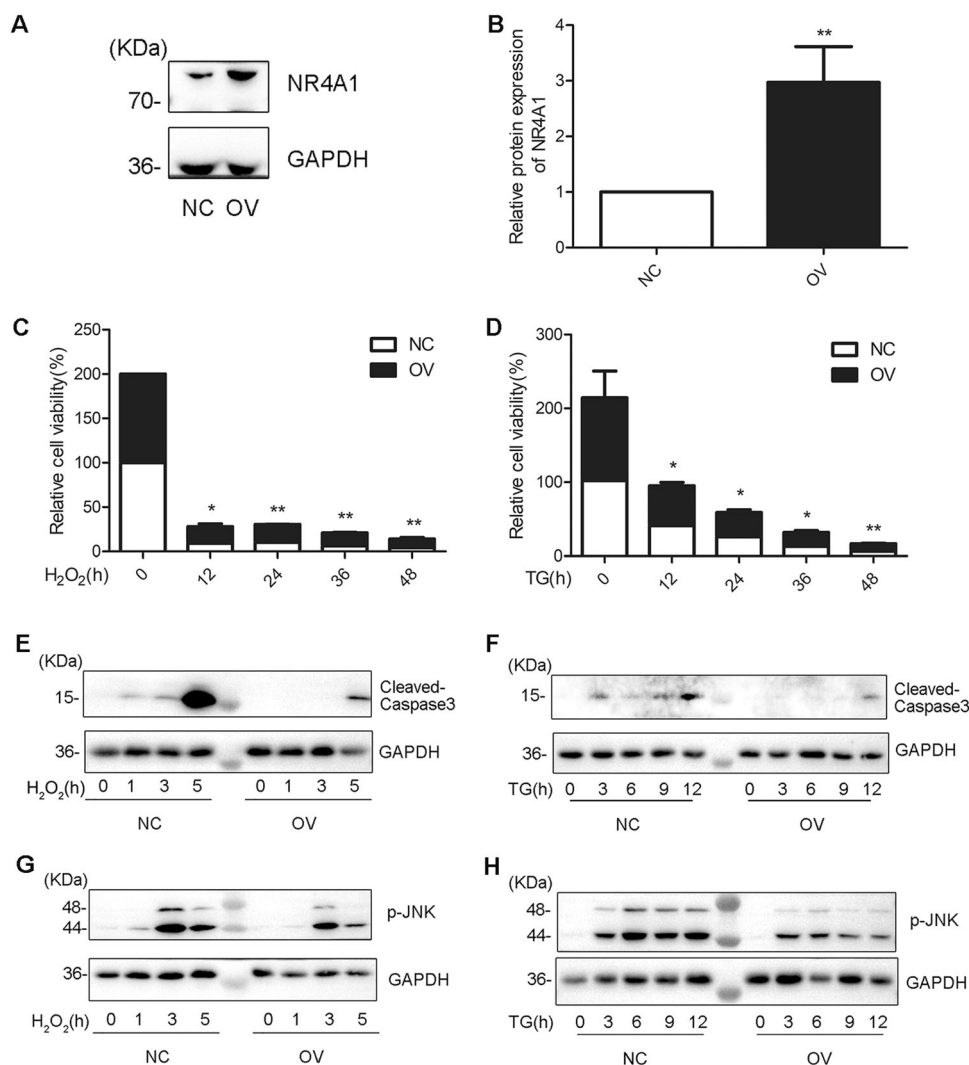 A
(KDa)
NR4A1
70-
GAPDH
36-
NC OV
B
Relative protein expression
of NR4A1
5
4
3
2
1
0
**
NC
OV
C
Relative cell viability(%)
250
200
150
100
50
0
NC
OV
* ** ** **
H₂O₂(h) 0 12 24 36 48
D
Relative cell viability(%)
300
200
100
0
NC
OV
* * * **
TG(h) 0 12 24 36 48
E
(KDa)
15-
Cleaved-
Caspase3
36-
GAPDH
H₂O₂(h) 0 1 3 5 0 1 3 5
NC OV
F
(KDa)
15-
Cleaved-
Caspase3
36-
GAPDH
TG(h) 0 3 6 9 12 0 3 6 9 12
NC OV
G
(KDa)
48-
p-JNK
44-
36-
GAPDH
H₂O₂(h) 0 1 3 5 0 1 3 5
NC OV
H
(KDa)
48-
p-JNK
44-
36-
GAPDH
TG(h) 0 3 6 9 12 0 3 6 9 12
NC OV